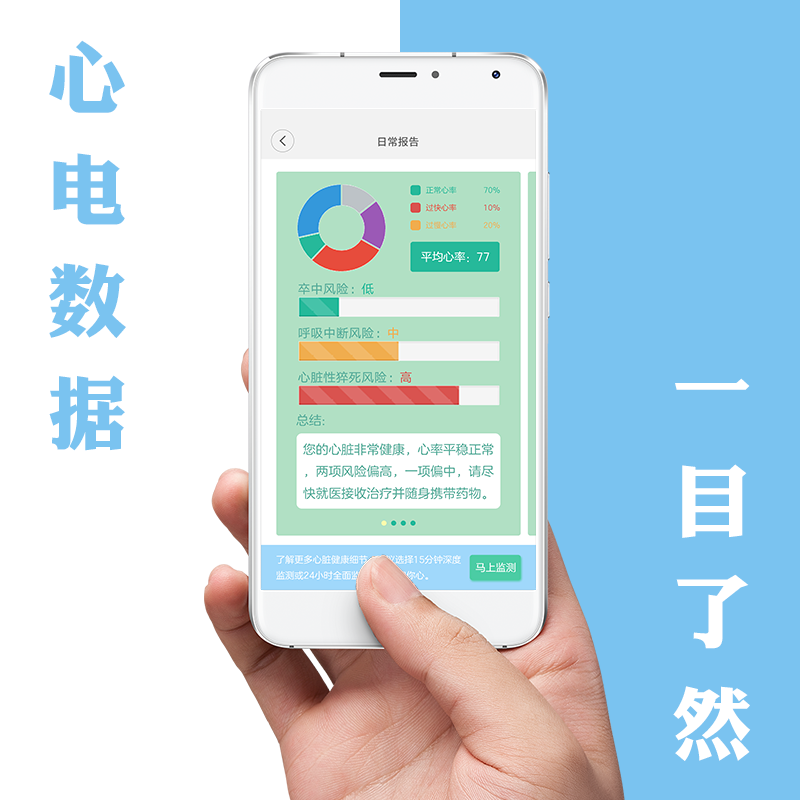 心电数据
日常报告
正常心率 70%
过快心率 10%
过慢心率 20%
平均心率：77
卒中风险：低
呼吸中断风险：中
心脏性猝死风险：高
总结:
您的心脏非常健康，心率平稳正常
，两项风险偏高，一项偏中，请尽
快就医接收治疗并随身携带药物。
了解更多心脏健康细节 议选择15分钟深度
监测或24小时全面监 你心。
马上监测
一目了然